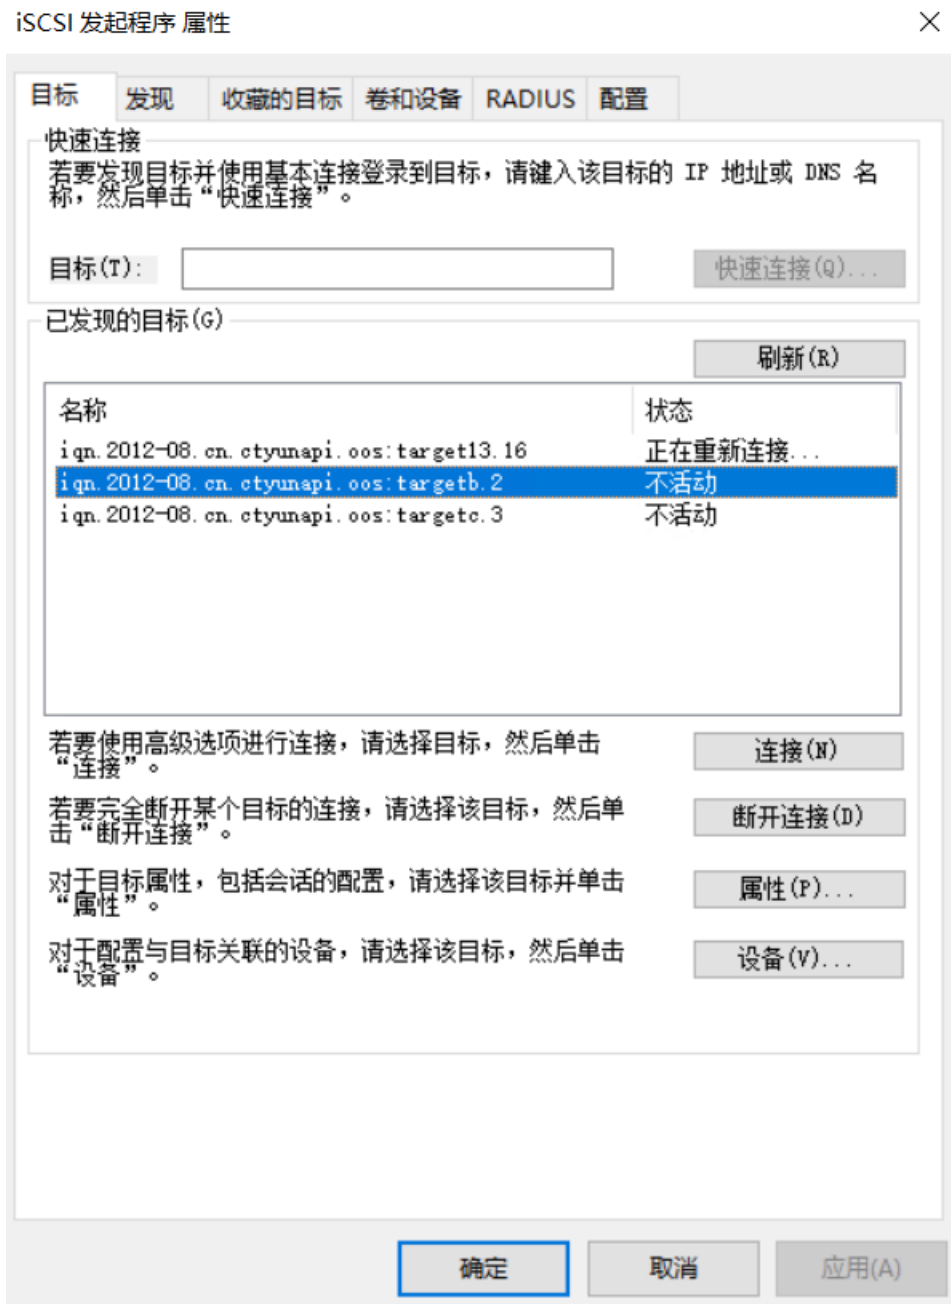 iSCSI 发起程序 属性
目标
发现
收藏的目标
卷和设备
RADIUS
配置
快速连接
若要发现目标并使用基本连接登录到目标，请键入该目标的 IP 地址或 DNS 名
称，然后单击“快速连接”。
目标(T):
快速连接(Q)...
已发现的目标(G)
刷新(R)
名称 状态
iqn.2012-08.cn.ctyunapi.oos:target13.16 正在重新连接...
iqn.2012-08.cn.ctyunapi.oos:targetb.2 不活动
iqn.2012-08.cn.ctyunapi.oos:targetc.3 不活动
若要使用高级选项进行连接，请选择目标，然后单击
“连接”。
连接(N)
若要完全断开某个目标的连接，请选择该目标，然后单
击“断开连接”。
断开连接(D)
对于目标属性，包括会话的配置，请选择该目标并单击
“属性”。
属性(P)...
对于配置与目标关联的设备，请选择该目标，然后单击
“设备”。
设备(V)...
确定
取消
应用(A)